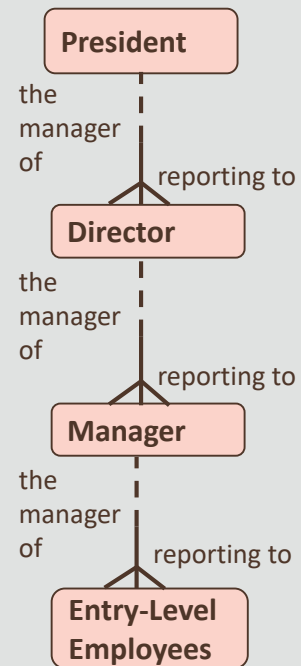 President
the
manager
of
reporting to
Director
the
manager
of
reporting to
Manager
the
manager
of
reporting to
Entry-Level
Employees